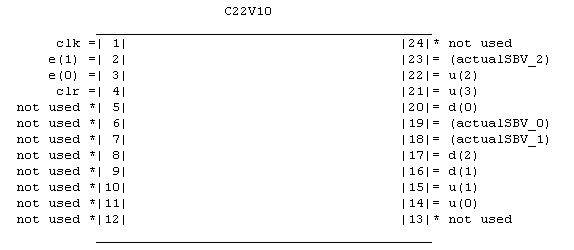 C22V10
clk =| 1| |24|* not used
e(1) =| 2| |23|= (actualSBV_2)
e(0) =| 3| |22|= u(2)
clr =| 4| |21|= u(3)
not used *| 5| |20|= d(0)
not used *| 6| |19|= (actualSBV_0)
not used *| 7| |18|= (actualSBV_1)
not used *| 8| |17|= d(2)
not used *| 9| |16|= d(1)
not used *|10| |15|= u(1)
not used *|11| |14|= u(0)
not used *|12| |13|* not used